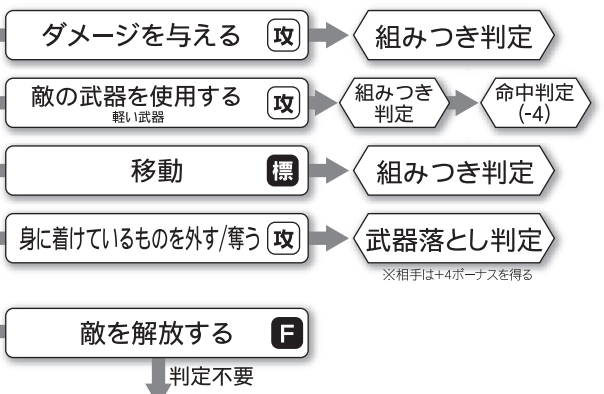 ダメージを与える 攻 組みつき判定
敵の武器を使用する 攻 組みつき判定 命中判定(-4)
軽い武器
移動 標 組みつき判定
身に着けているものを外す/奪う 攻 武器落とし判定
※相手は+4ボーナスを得る
敵を解放する F
判定不要